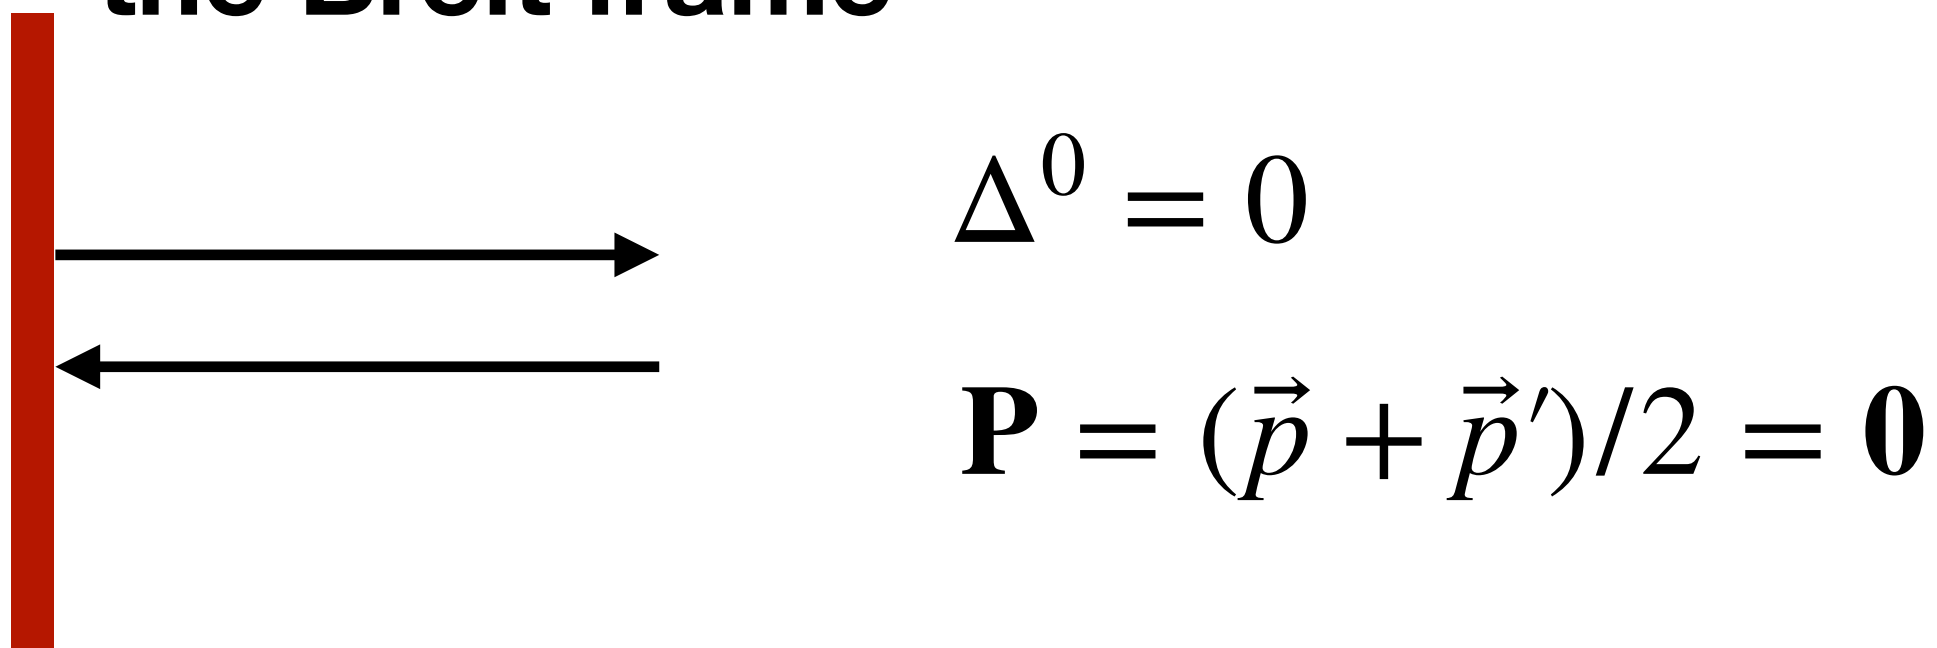 the Breit frame
Δ⁰ = 0
𝐏 = (p⃗ + p⃗ ′)/2 = 𝟎